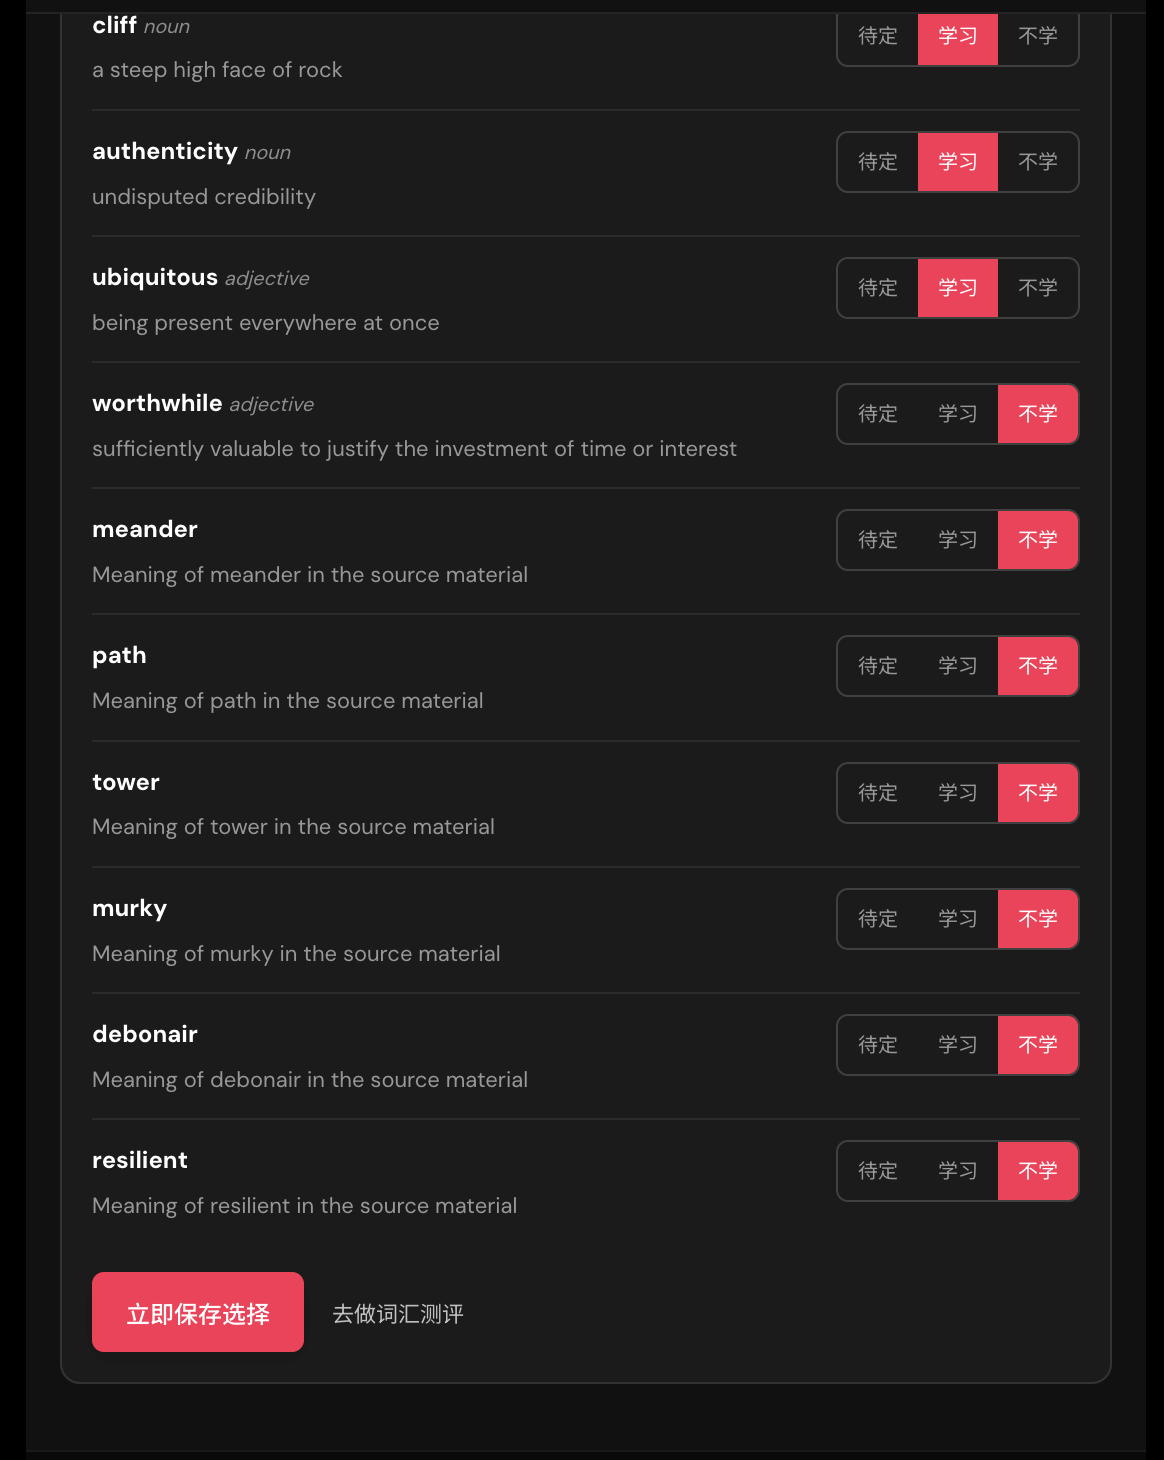 cliff noun
待定 学习 不学
a steep high face of rock
authenticity noun
待定 学习 不学
undisputed credibility
ubiquitous adjective
待定 学习 不学
being present everywhere at once
worthwhile adjective
待定 学习 不学
sufficiently valuable to justify the investment of time or interest
meander
待定 学习 不学
Meaning of meander in the source material
path
待定 学习 不学
Meaning of path in the source material
tower
待定 学习 不学
Meaning of tower in the source material
murky
待定 学习 不学
Meaning of murky in the source material
debonair
待定 学习 不学
Meaning of debonair in the source material
resilient
待定 学习 不学
Meaning of resilient in the source material
立即保存选择 去做词汇测评